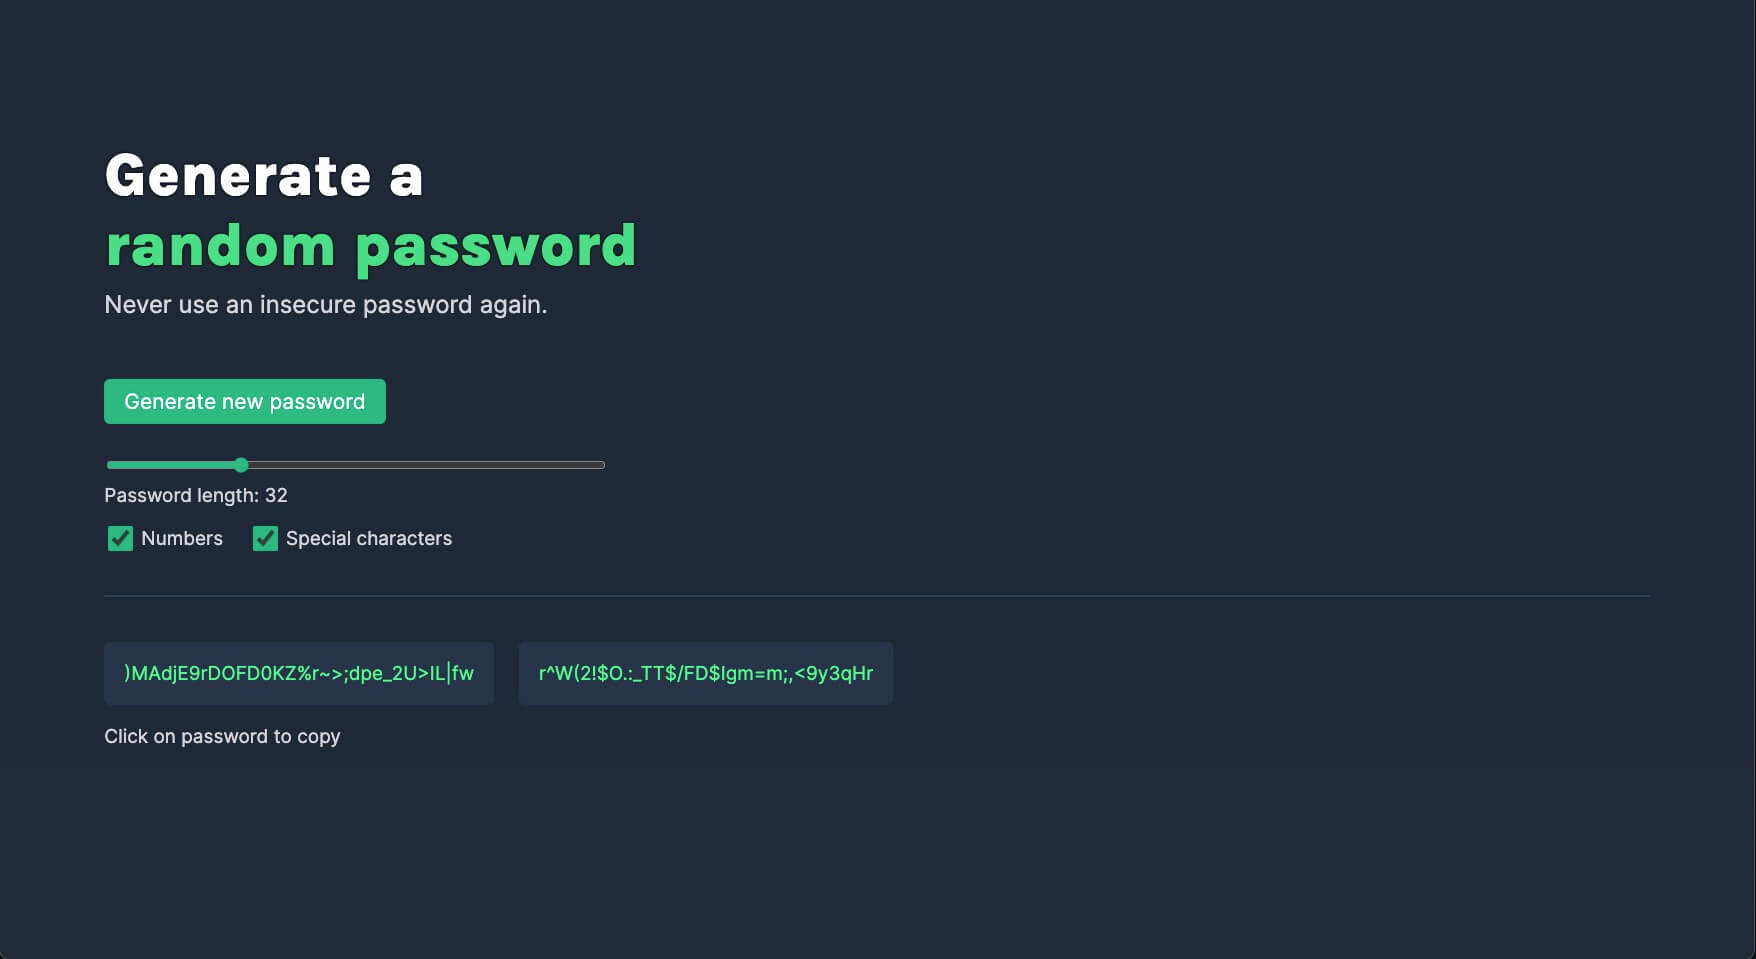 Generate a
random password
Never use an insecure password again.
Generate new password
Password length: 32
Numbers Special characters
)MAdjE9rDOFD0KZ%r~>;dpe_2U>IL|fw r^W(2!$O.:_TT$/FD$Igm=m;,<9y3qHr
Click on password to copy